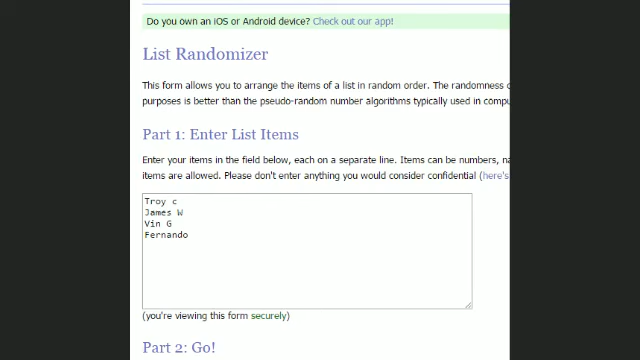 Do you own an iOS or Android device? Check out our app!
List Randomizer
This form allows you to arrange the items of a list in random order. The randomness
purposes is better than the pseudo-random number algorithms typically used in
Part 1: Enter List Items
Enter your items in the field below, each on a separate line. Items can be numbers,
items are allowed. Please don't enter anything you would consider confidential (here's
Troy c
James W
Vin G
Fernando
(you're viewing this form securely)
Part 2: Go!